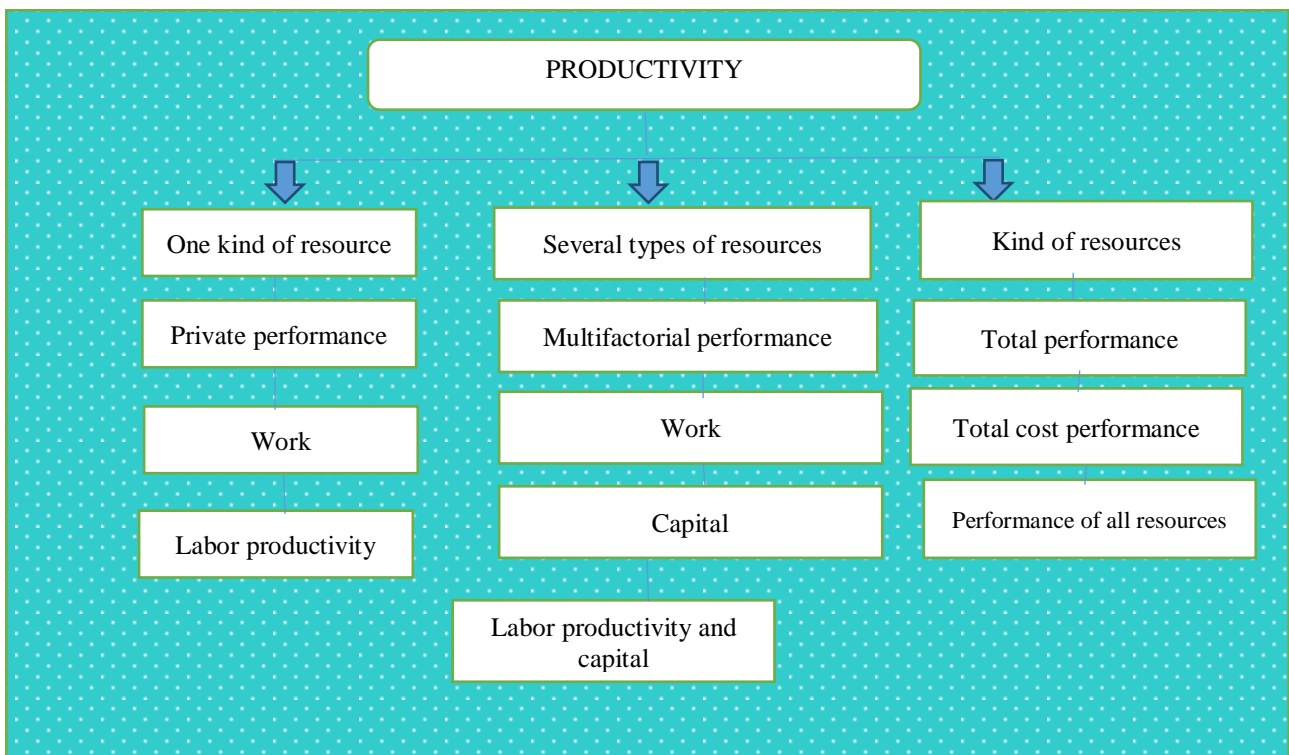 PRODUCTIVITY
One kind of resource
Private performance
Work
Labor productivity
Several types of resources
Multifactorial performance
Work
Capital
Labor productivity and
capital
Kind of resources
Total performance
Total cost performance
Performance of all resources